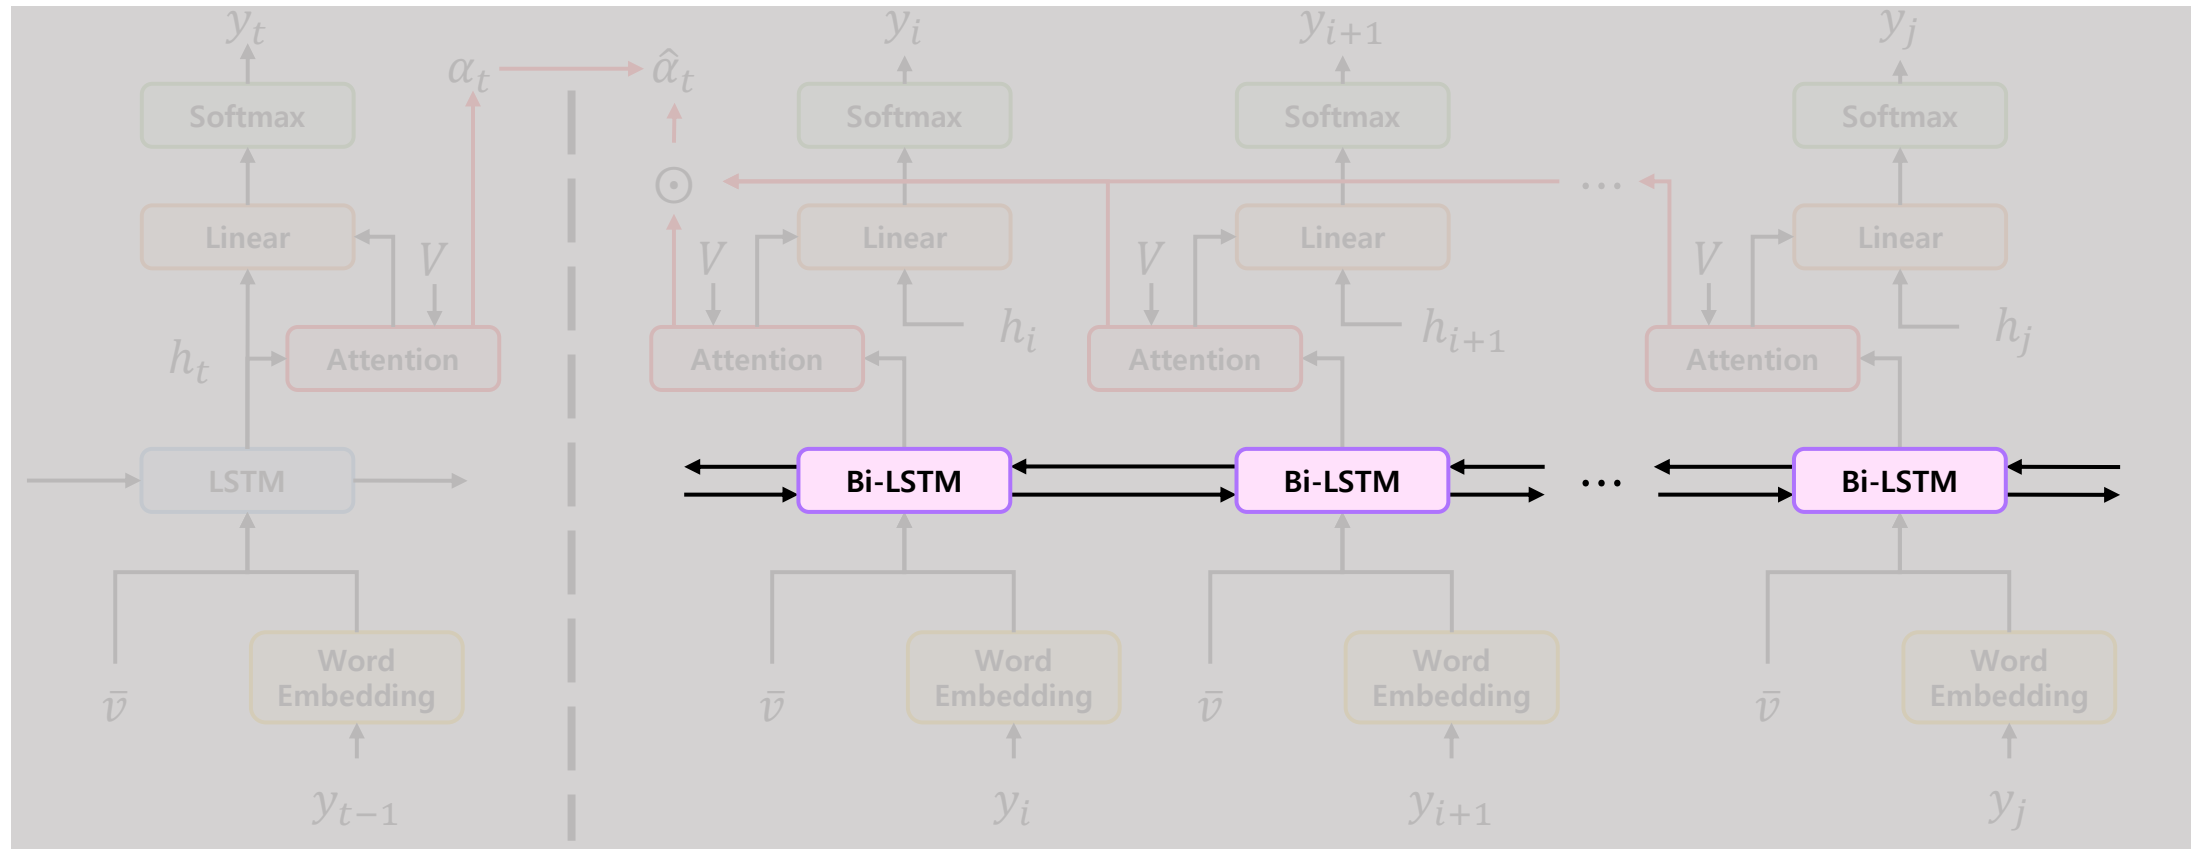 y_t
α_t
α̂_t
y_i
y_{i+1}
y_j
Softmax
Softmax
Softmax
Softmax
⊙
...
Linear
V
V
Linear
V
Linear
V
Linear
h_t
Attention
Attention
h_i
Attention
h_{i+1}
Attention
h_j
LSTM
Bi-LSTM
Bi-LSTM
...
Bi-LSTM
v̄
Word
Embedding
v̄
Word
Embedding
v̄
Word
Embedding
v̄
Word
Embedding
y_{t−1}
y_i
y_{i+1}
y_j